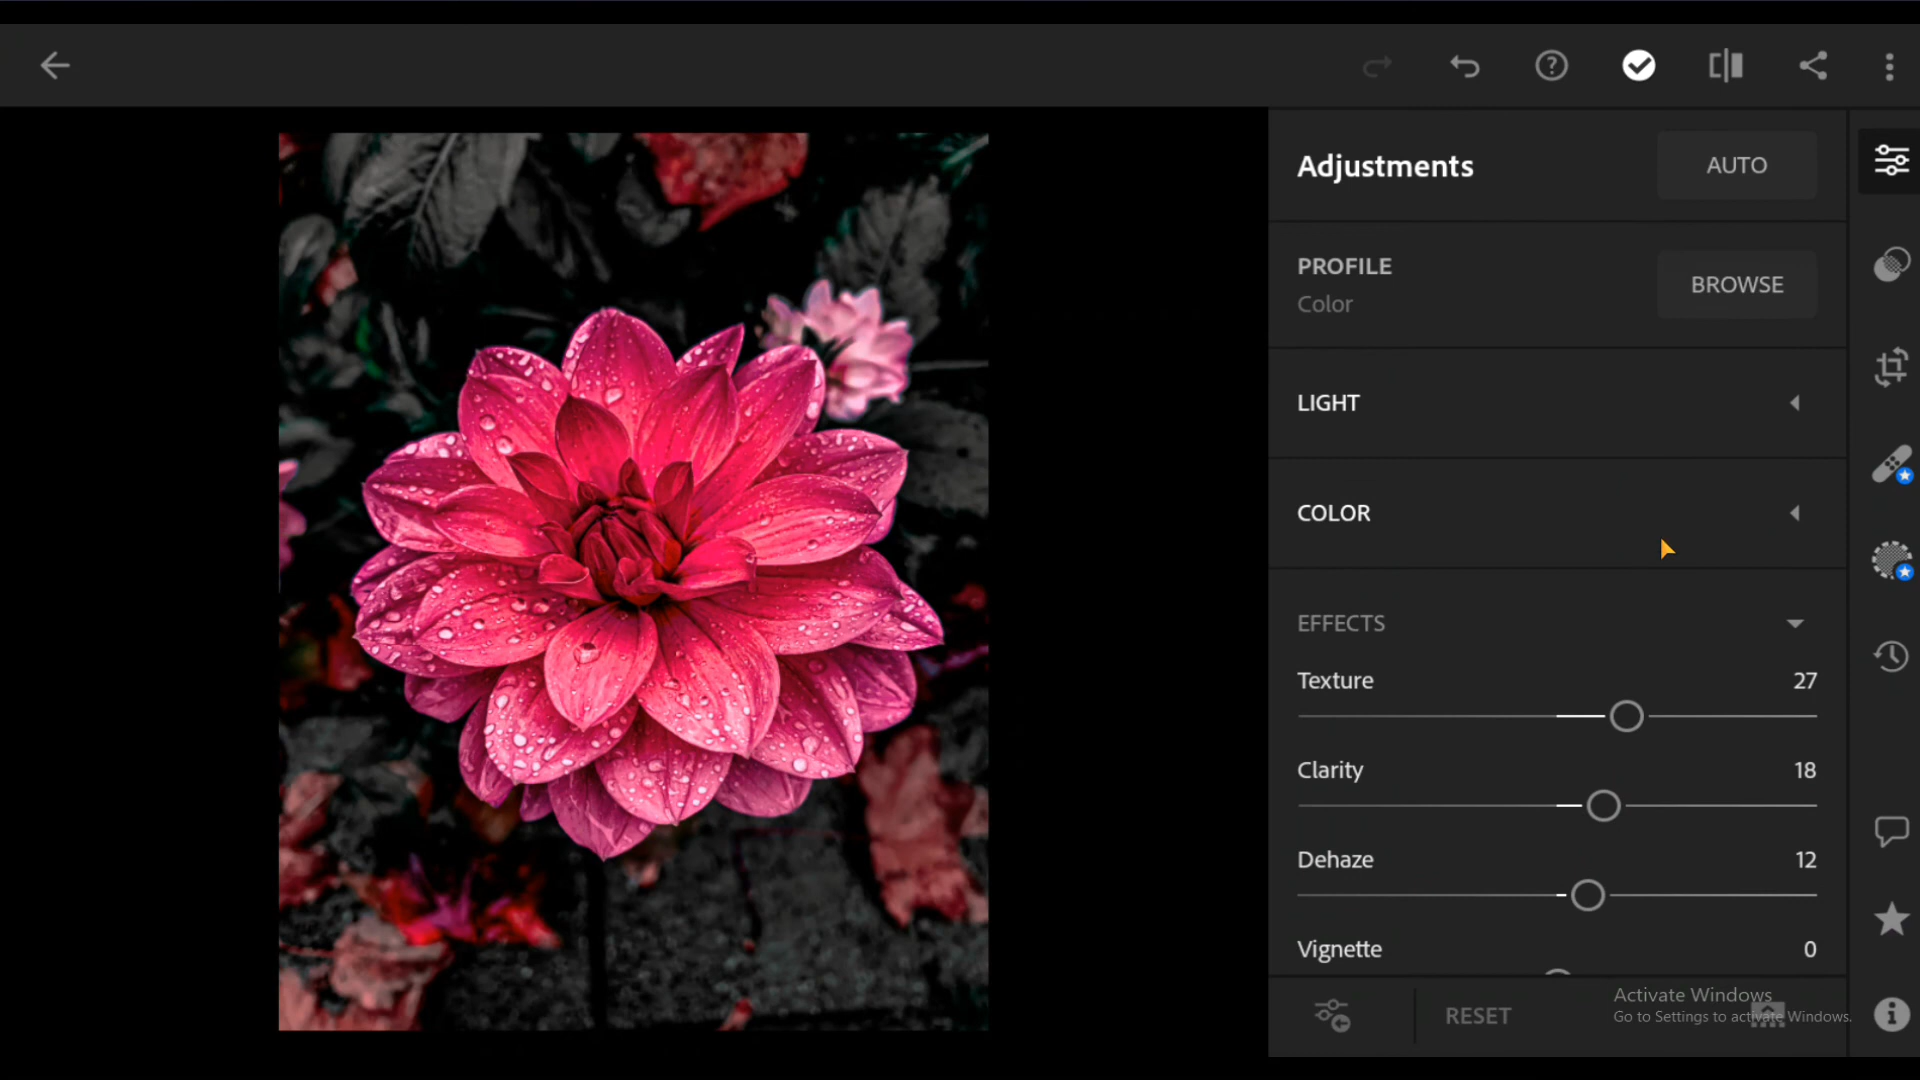 Adjustments
AUTO
PROFILE
Color
BROWSE
LIGHT
COLOR
EFFECTS
Texture 27
Clarity 18
Dehaze 12
Vignette 0
RESET
Activate Windows
Go to Settings to activate Windows.